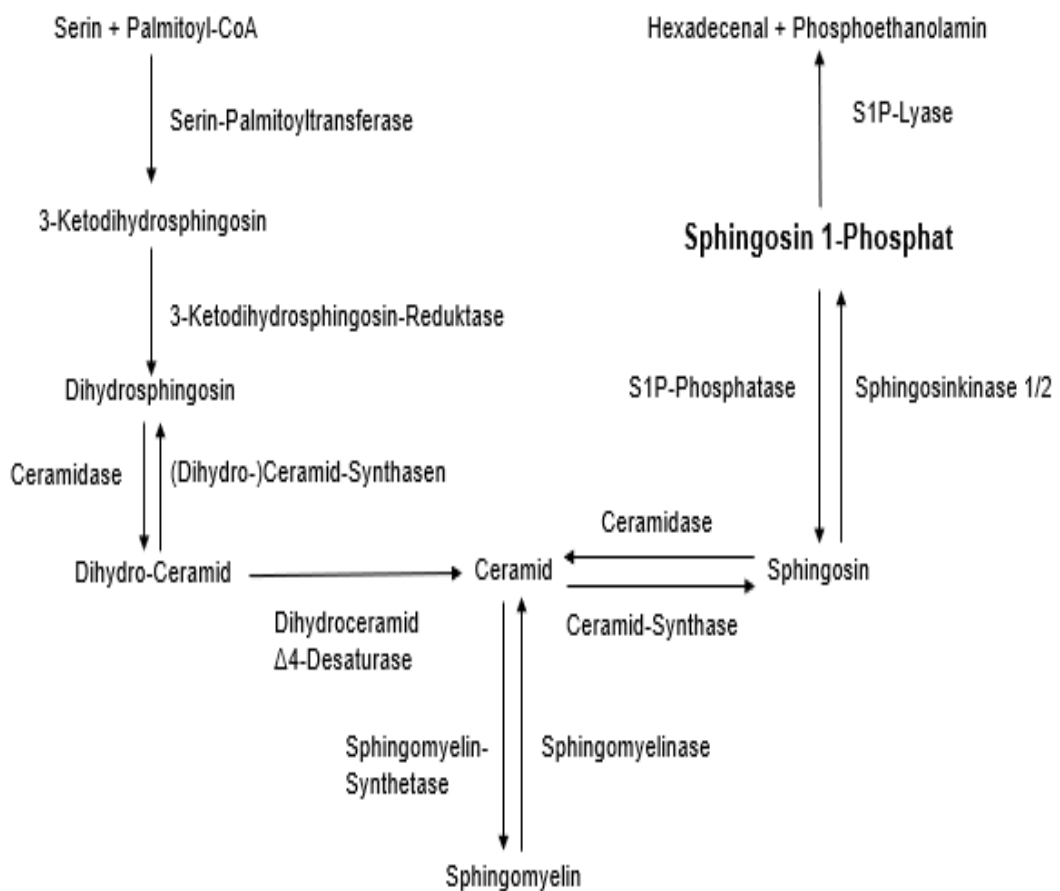 Serin + Palmitoyl-CoA
Hexadecenal + Phosphoethanolamin
Serin-Palmitoyltransferase
S1P-Lyase
3-Ketodihydrosphingosin
Sphingosin 1-Phosphat
3-Ketodihydrosphingosin-Reduktase
Dihydrosphingosin
S1P-Phosphatase
Sphingosinkinase 1/2
Ceramidase
(Dihydro-)Ceramid-Synthasen
Ceramidase
Dihydro-Ceramid
Ceramid
Sphingosin
Dihydroceramid
Δ4-Desaturase
Ceramid-Synthase
Sphingomyelin-
Synthetase
Sphingomyelinase
Sphingomyelin